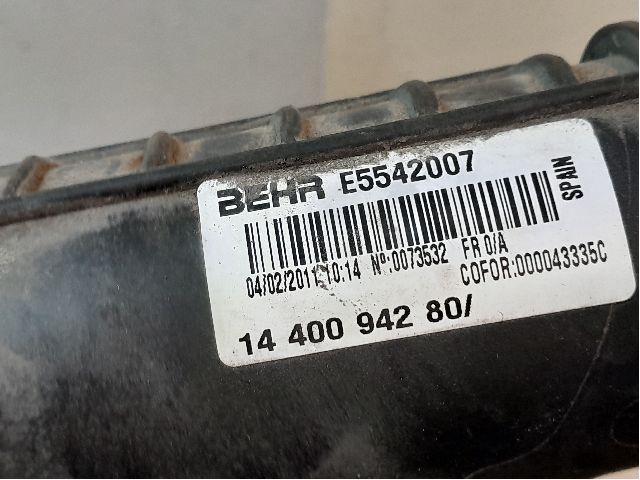 BEHR E5542007
SPAIN
04/02/2011 10:14 Nº:0073532 FR 0/A
COFOR:000043335C
14 400 942 80/